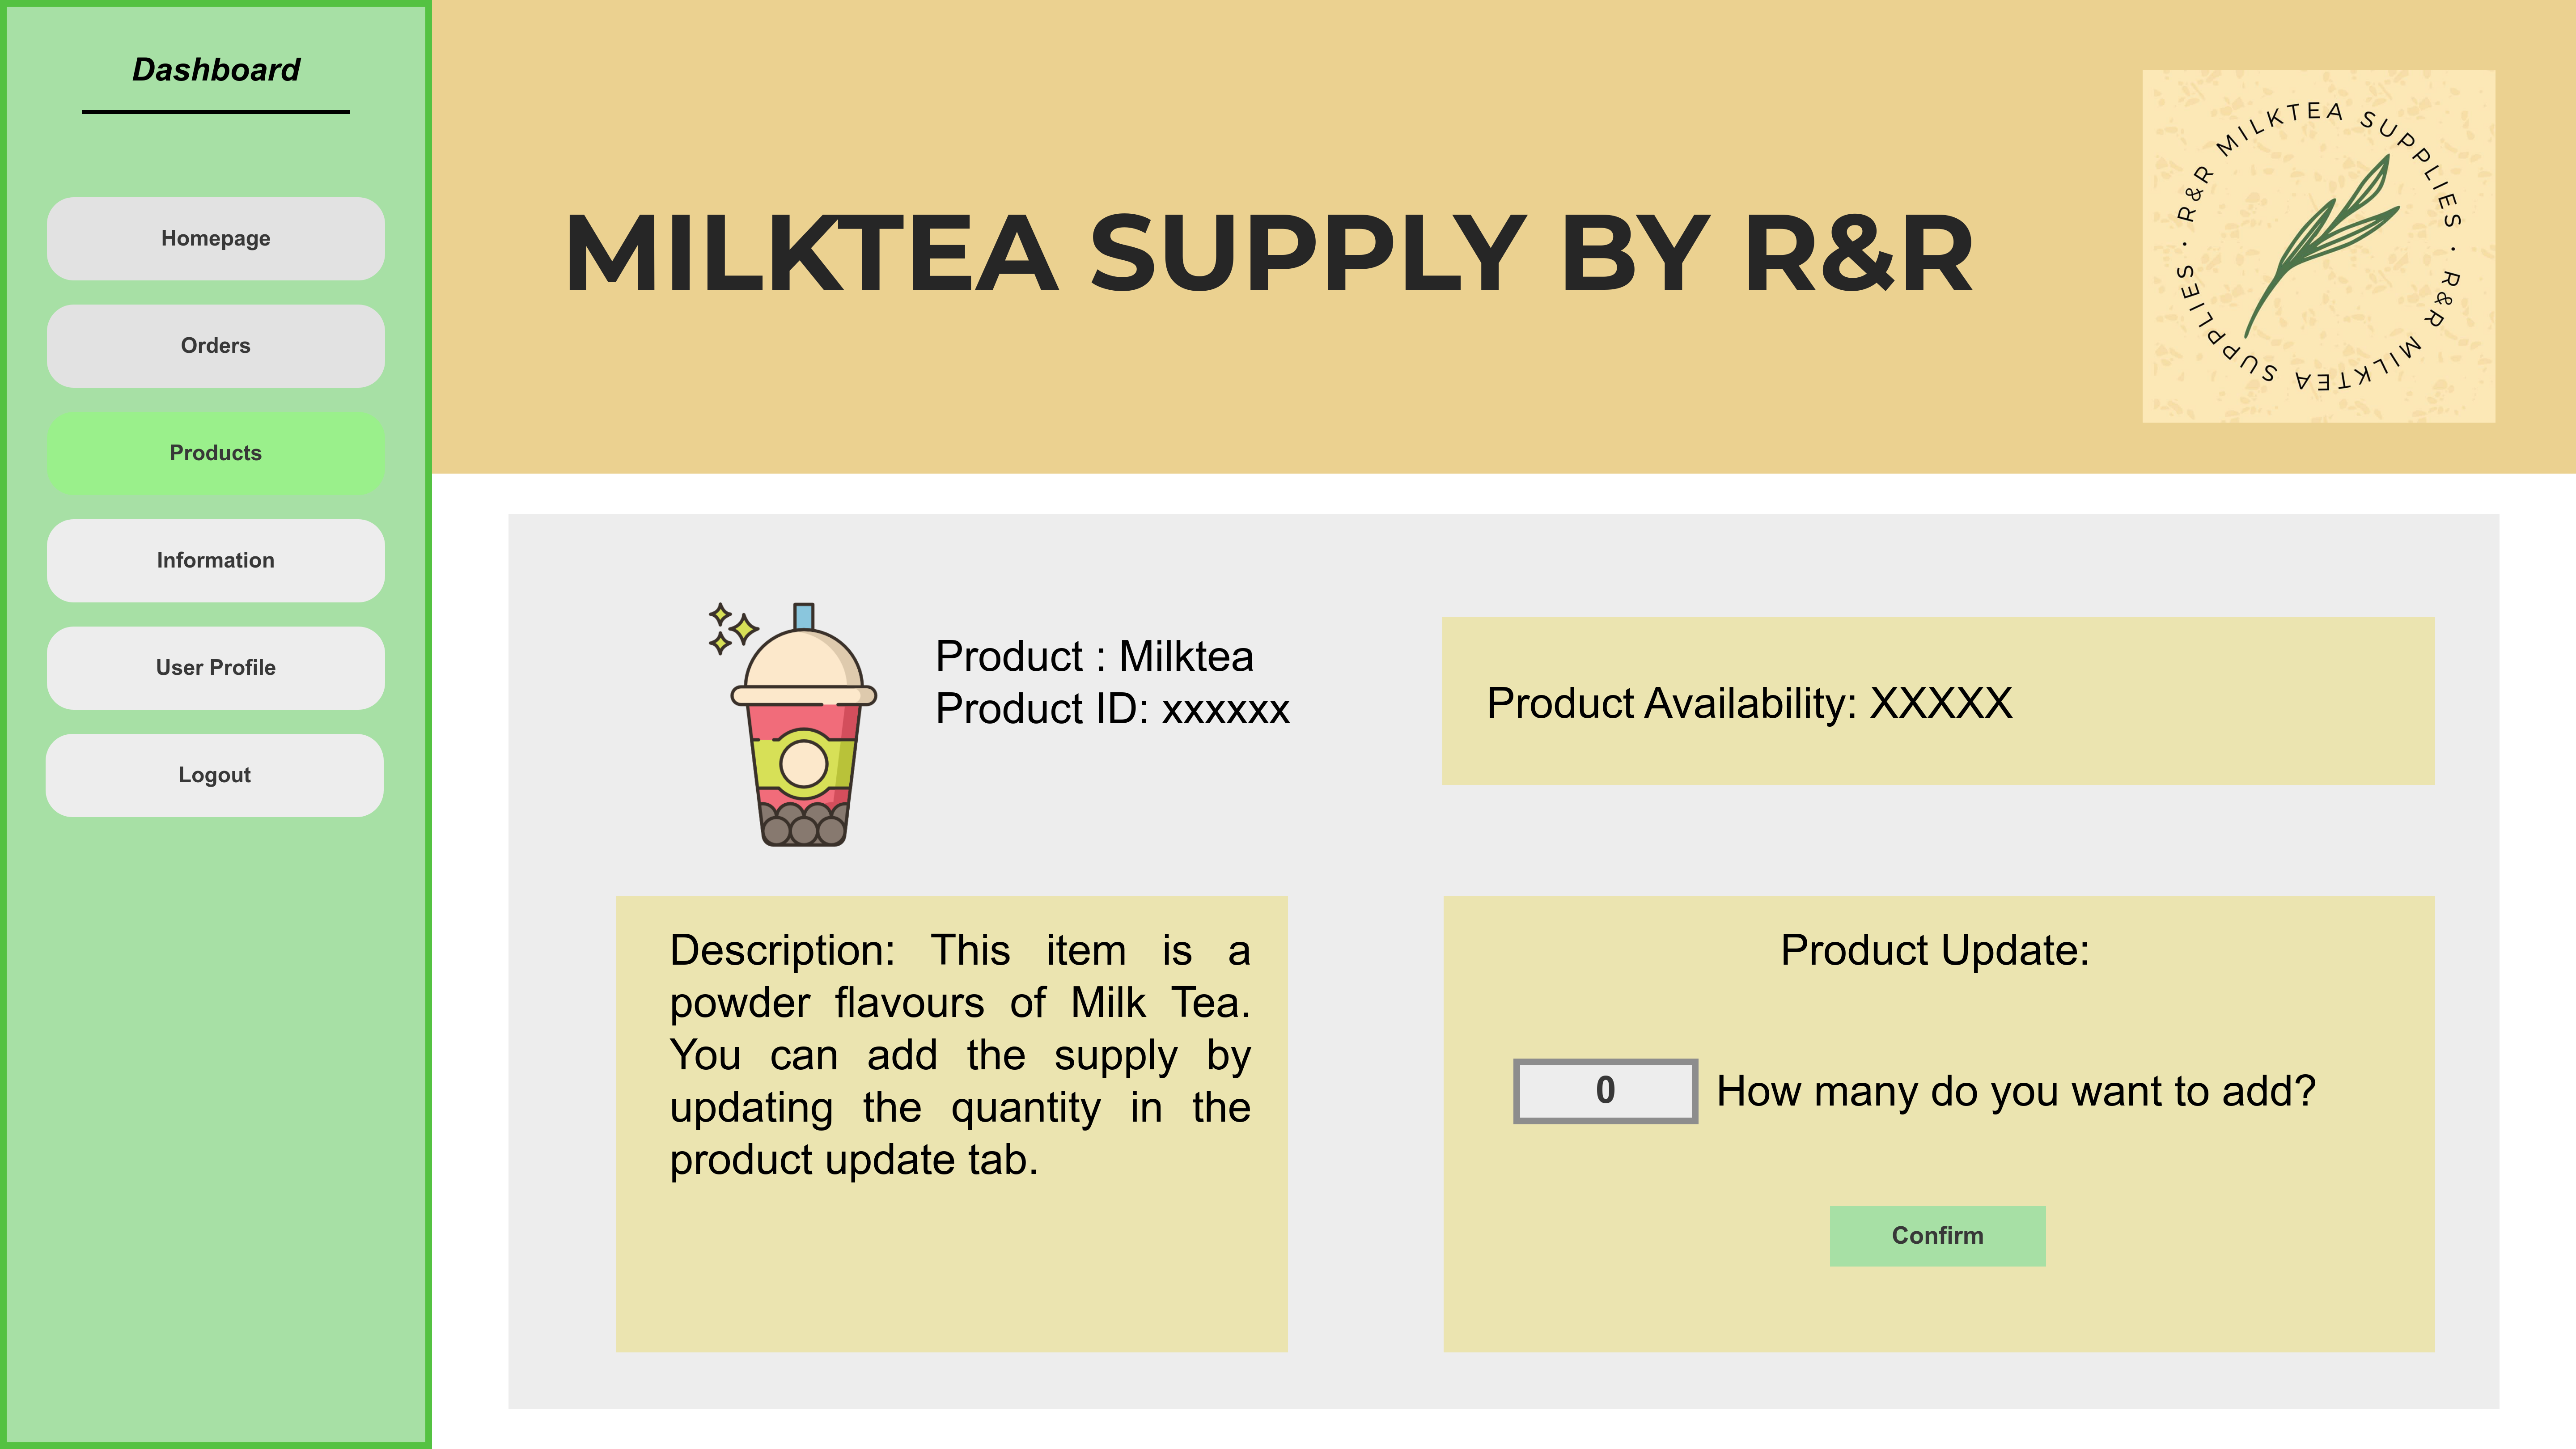 Dashboard
Homepage
Orders
Products
Information
User Profile
Logout
MILKTEA SUPPLY BY R&R
R&R MILKTEA SUPPLIES · R&R MILKTEA SUPPLIES ·
Product : Milktea
Product ID: xxxxxx
Product Availability: XXXXX
Description: This item is a
powder flavours of Milk Tea.
You can add the supply by
updating the quantity in the
product update tab.
Product Update:
0 How many do you want to add?
Confirm